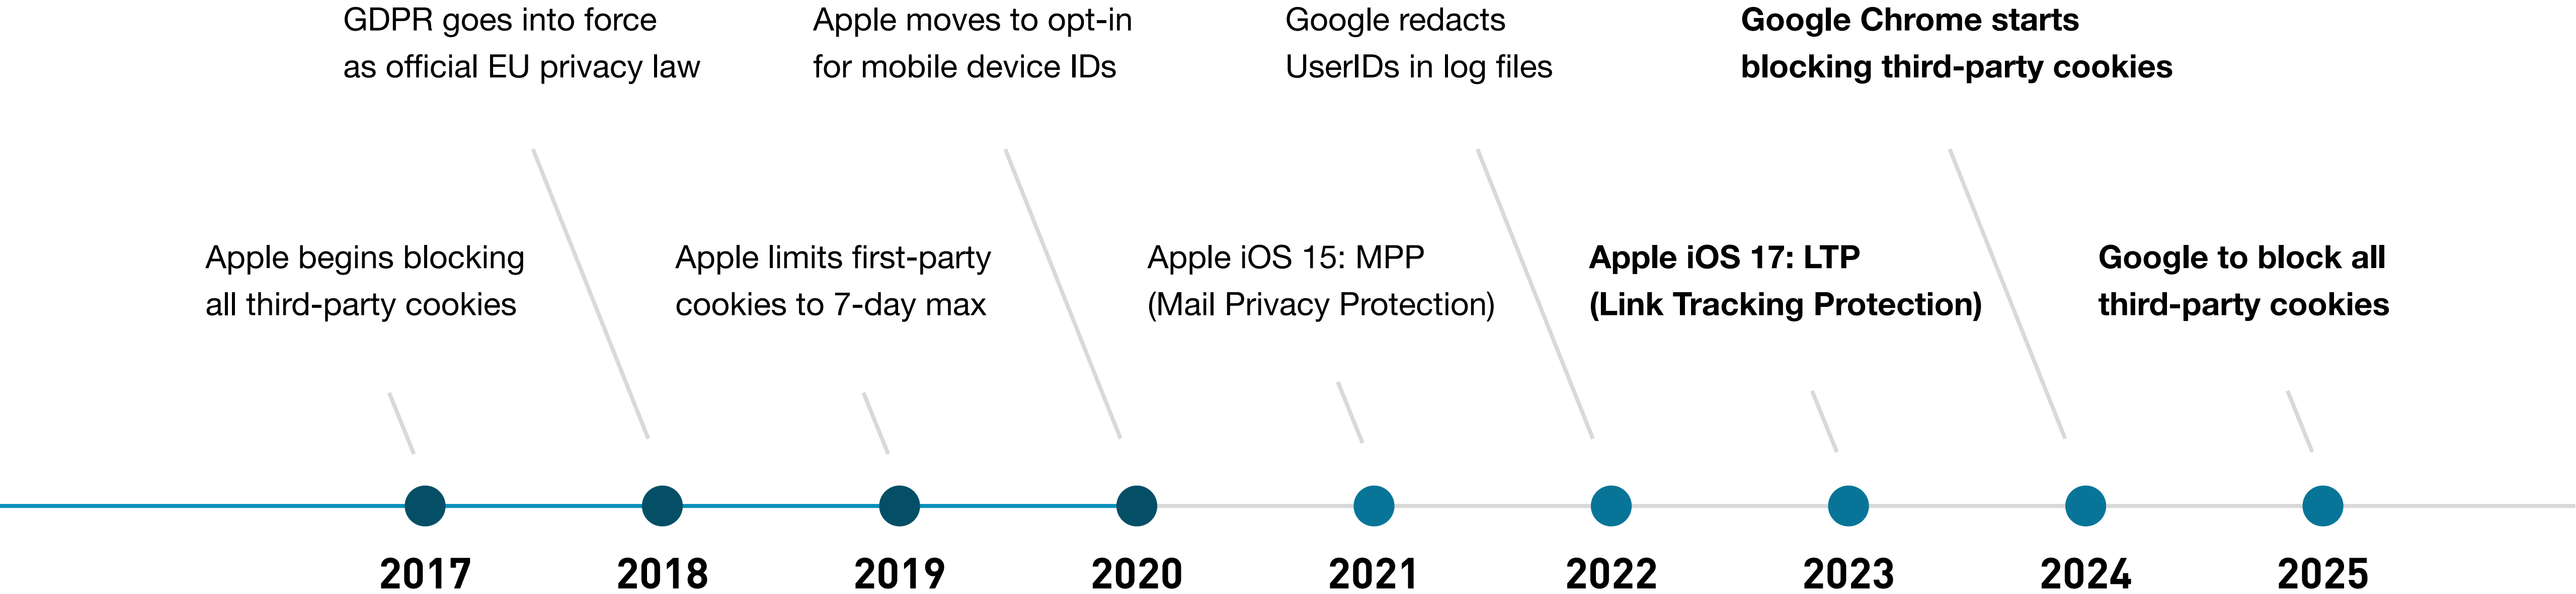 GDPR goes into force
as official EU privacy law
Apple moves to opt-in
for mobile device IDs
Google redacts
UserIDs in log files
Google Chrome starts
blocking third-party cookies
Apple begins blocking
all third-party cookies
Apple limits first-party
cookies to 7-day max
Apple iOS 15: MPP
(Mail Privacy Protection)
Apple iOS 17: LTP
(Link Tracking Protection)
Google to block all
third-party cookies
2017 2018 2019 2020 2021 2022 2023 2024 2025